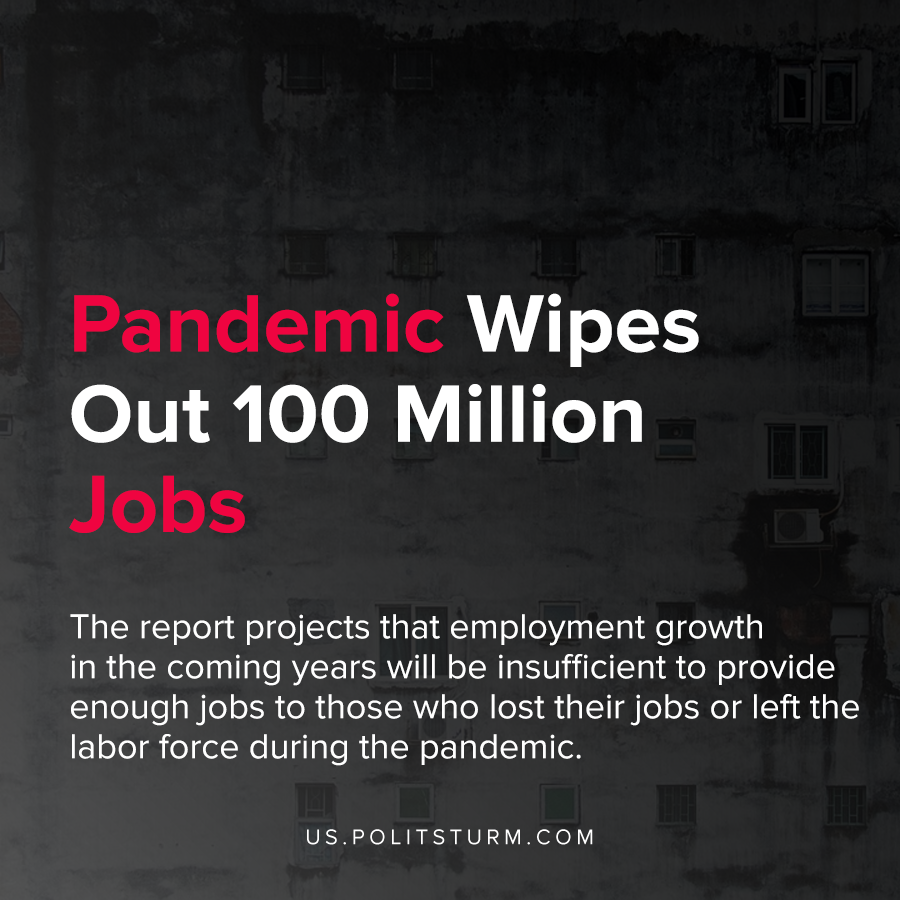 Pandemic Wipes
Out 100 Million
Jobs
The report projects that employment growth
in the coming years will be insufficient to provide
enough jobs to those who lost their jobs or left the
labor force during the pandemic.
US.POLITSTURM.COM